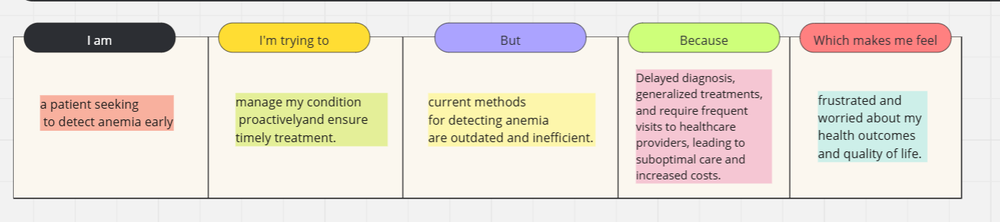 I am
a patient seeking
to detect anemia early
I'm trying to
manage my condition
proactivelyand ensure
timely treatment.
But
current methods
for detecting anemia
are outdated and inefficient.
Because
Delayed diagnosis,
generalized treatments,
and require frequent
visits to healthcare
providers, leading to
suboptimal care and
increased costs.
Which makes me feel
frustrated and
worried about my
health outcomes
and quality of life.